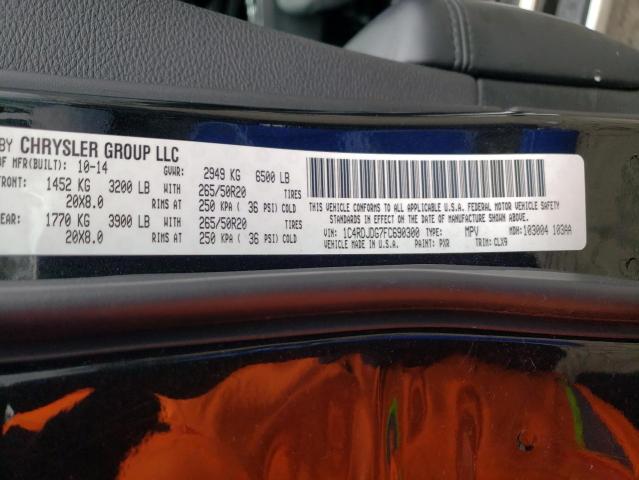 BY CHRYSLER GROUP LLC
OF MFR(BUILT): 10-14 GVWR: 2949 KG 6500 LB
FRONT: 1452 KG 3200 LB WITH 265/50R20 TIRES
20X8.0 RIMS AT 250 KPA ( 36 PSI) COLD
EAR: 1770 KG 3900 LB WITH 265/50R20 TIRES
20X8.0 RIMS AT 250 KPA ( 36 PSI) COLD
THIS VEHICLE CONFORMS TO ALL APPLICABLE U.S.A. FEDERAL MOTOR VEHICLE SAFETY
STANDARDS IN EFFECT ON THE DATE OF MANUFACTURE SHOWN ABOVE.
VIN: 1C4RDJDG7FC690300 TYPE: MPV MDH: 103004 103AA
VEHICLE MADE IN U.S.A. PAINT: PXR TRIM: CLX9